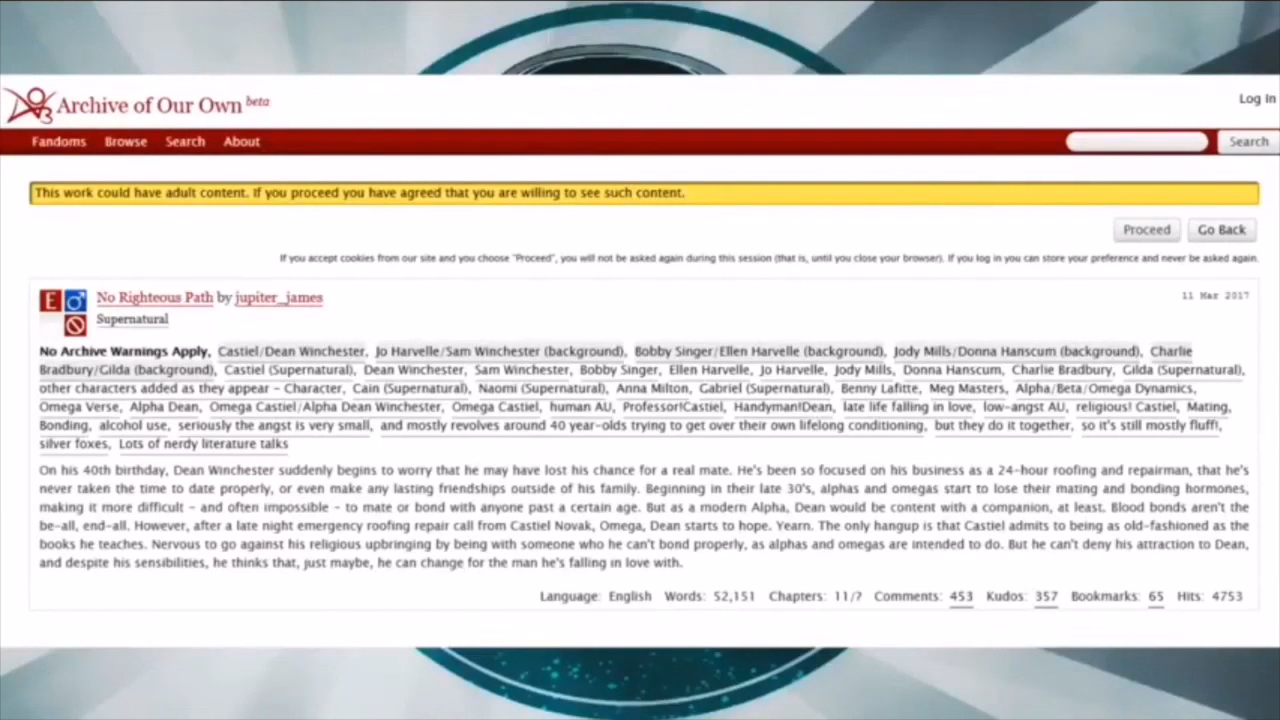 Archive of Our Own beta
Log In
Fandoms Browse Search About
Search
This work could have adult content. If you proceed you have agreed that you are willing to see such content.
Proceed Go Back
If you accept cookies from our site and you choose "Proceed", you will not be asked again during this session (that is, until you close your browser). If you log in you can store your preference and never be asked again.
E
No Righteous Path by jupiter_james
11 Mar 2017
Supernatural
No Archive Warnings Apply, Castiel/Dean Winchester, Jo Harvelle/Sam Winchester (background), Bobby Singer/Ellen Harvelle (background), Jody Mills/Donna Hanscum (background), Charlie
Bradbury/Gilda (background), Castiel (Supernatural), Dean Winchester, Sam Winchester, Bobby Singer, Ellen Harvelle, Jo Harvelle, Jody Mills, Donna Hanscum, Charlie Bradbury, Gilda (Supernatural),
other characters added as they appear - Character, Cain (Supernatural), Naomi (Supernatural), Anna Milton, Gabriel (Supernatural), Benny Lafitte, Meg Masters, Alpha/Beta/Omega Dynamics,
Omega Verse, Alpha Dean, Omega Castiel/Alpha Dean Winchester, Omega Castiel, human AU, Professor!Castiel, Handyman!Dean, late life falling in love, low-angst AU, religious! Castiel, Mating,
Bonding, alcohol use, seriously the angst is very small, and mostly revolves around 40 year-olds trying to get over their own lifelong conditioning, but they do it together, so it's still mostly fluff!,
silver foxes, Lots of nerdy literature talks
On his 40th birthday, Dean Winchester suddenly begins to worry that he may have lost his chance for a real mate. He's been so focused on his business as a 24-hour roofing and repairman, that he's
never taken the time to date properly, or even make any lasting friendships outside of his family. Beginning in their late 30's, alphas and omegas start to lose their mating and bonding hormones,
making it more difficult - and often impossible - to mate or bond with anyone past a certain age. But as a modern Alpha, Dean would be content with a companion, at least. Blood bonds aren't the
be-all, end-all. However, after a late night emergency roofing repair call from Castiel Novak, Omega, Dean starts to hope. Yearn. The only hangup is that Castiel admits to being as old-fashioned as the
books he teaches. Nervous to go against his religious upbringing by being with someone who he can't bond properly, as alphas and omegas are intended to do. But he can't deny his attraction to Dean,
and despite his sensibilities, he thinks that, just maybe, he can change for the man he's falling in love with.
Language: English Words: 52,151 Chapters: 11/? Comments: 453 Kudos: 357 Bookmarks: 65 Hits: 4753